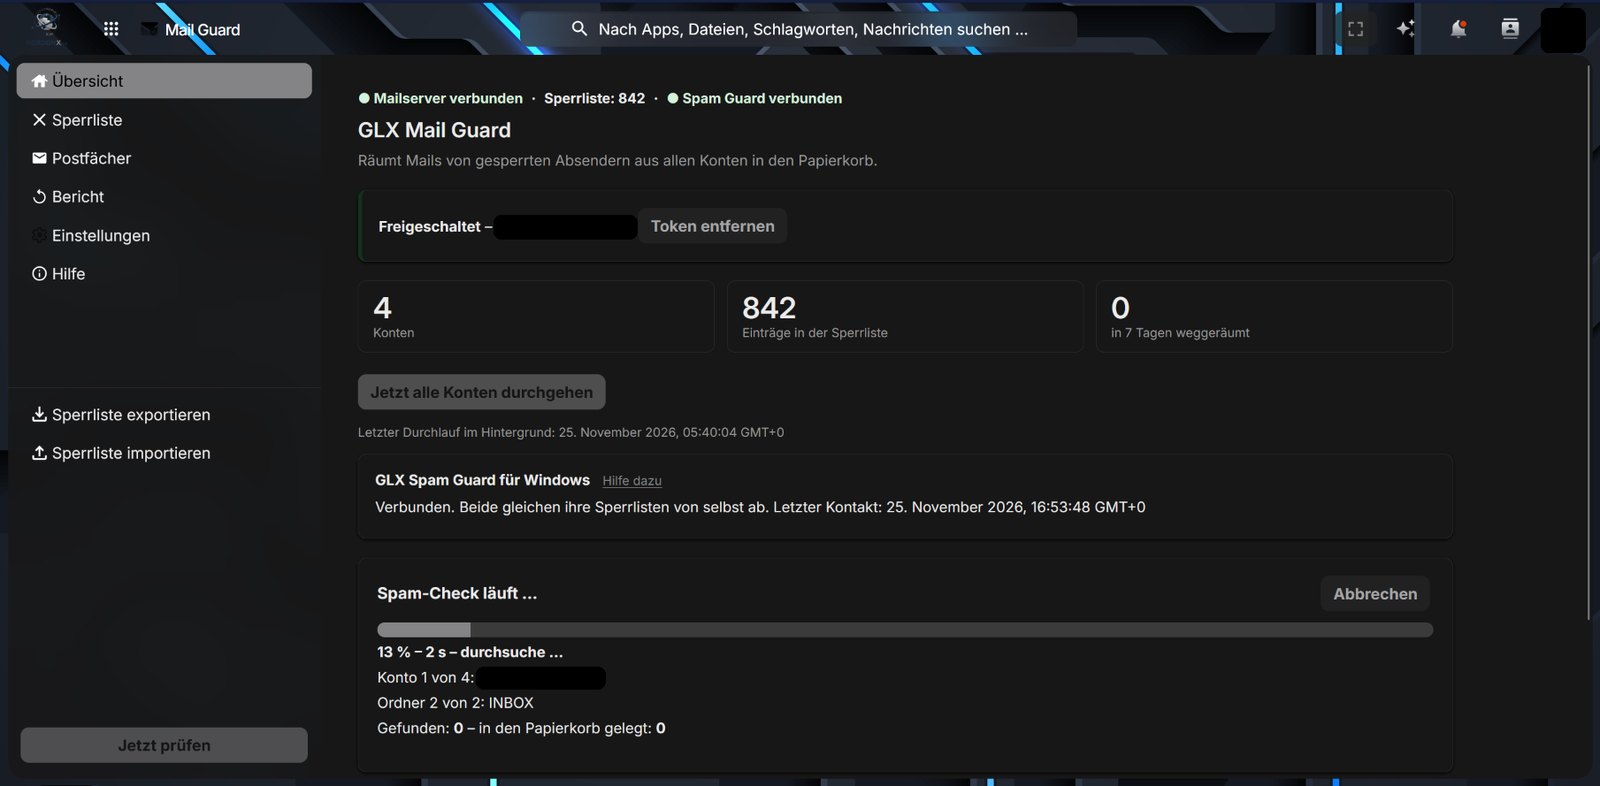 Mail Guard
Nach Apps, Dateien, Schlagworten, Nachrichten suchen ...
Übersicht
Sperrliste
Postfächer
Bericht
Einstellungen
Hilfe
Sperrliste exportieren
Sperrliste importieren
Jetzt prüfen
Mailserver verbunden · Sperrliste: 842 · Spam Guard verbunden
GLX Mail Guard
Räumt Mails von gesperrten Absendern aus allen Konten in den Papierkorb.
Freigeschaltet –
Token entfernen
4
Konten
842
Einträge in der Sperrliste
0
in 7 Tagen weggeräumt
Jetzt alle Konten durchgehen
Letzter Durchlauf im Hintergrund: 25. November 2026, 05:40:04 GMT+0
GLX Spam Guard für Windows Hilfe dazu
Verbunden. Beide gleichen ihre Sperrlisten von selbst ab. Letzter Kontakt: 25. November 2026, 16:53:48 GMT+0
Spam-Check läuft ...
Abbrechen
13 % – 2 s – durchsuche ...
Konto 1 von 4:
Ordner 2 von 2: INBOX
Gefunden: 0 – in den Papierkorb gelegt: 0